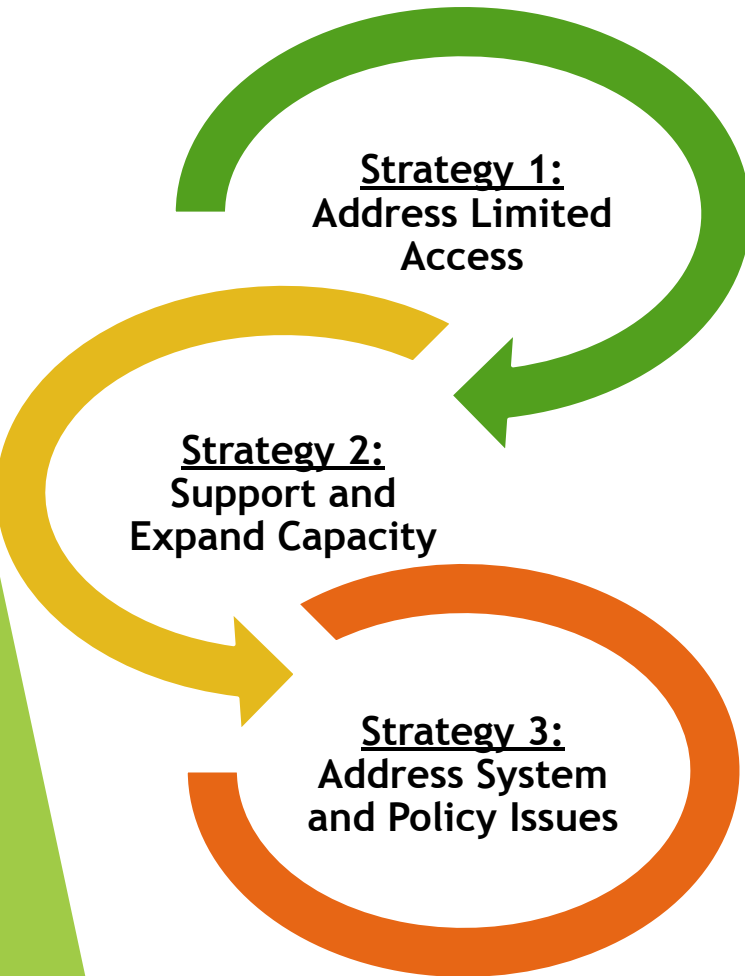 Strategy 1:
Address Limited
Access
Strategy 2:
Support and
Expand Capacity
Strategy 3:
Address System
and Policy Issues